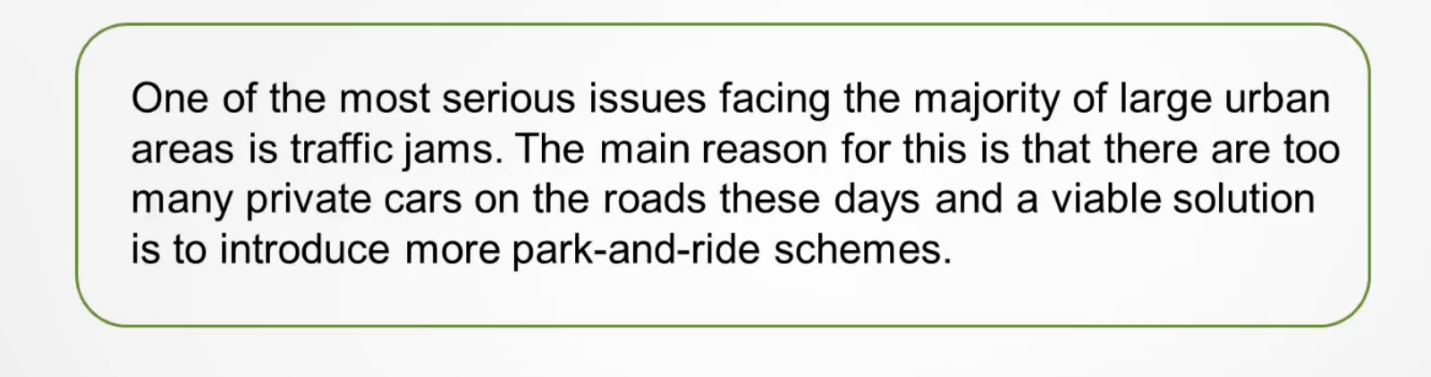 One of the most serious issues facing the majority of large urban
areas is traffic jams. The main reason for this is that there are too
many private cars on the roads these days and a viable solution
is to introduce more park-and-ride schemes.